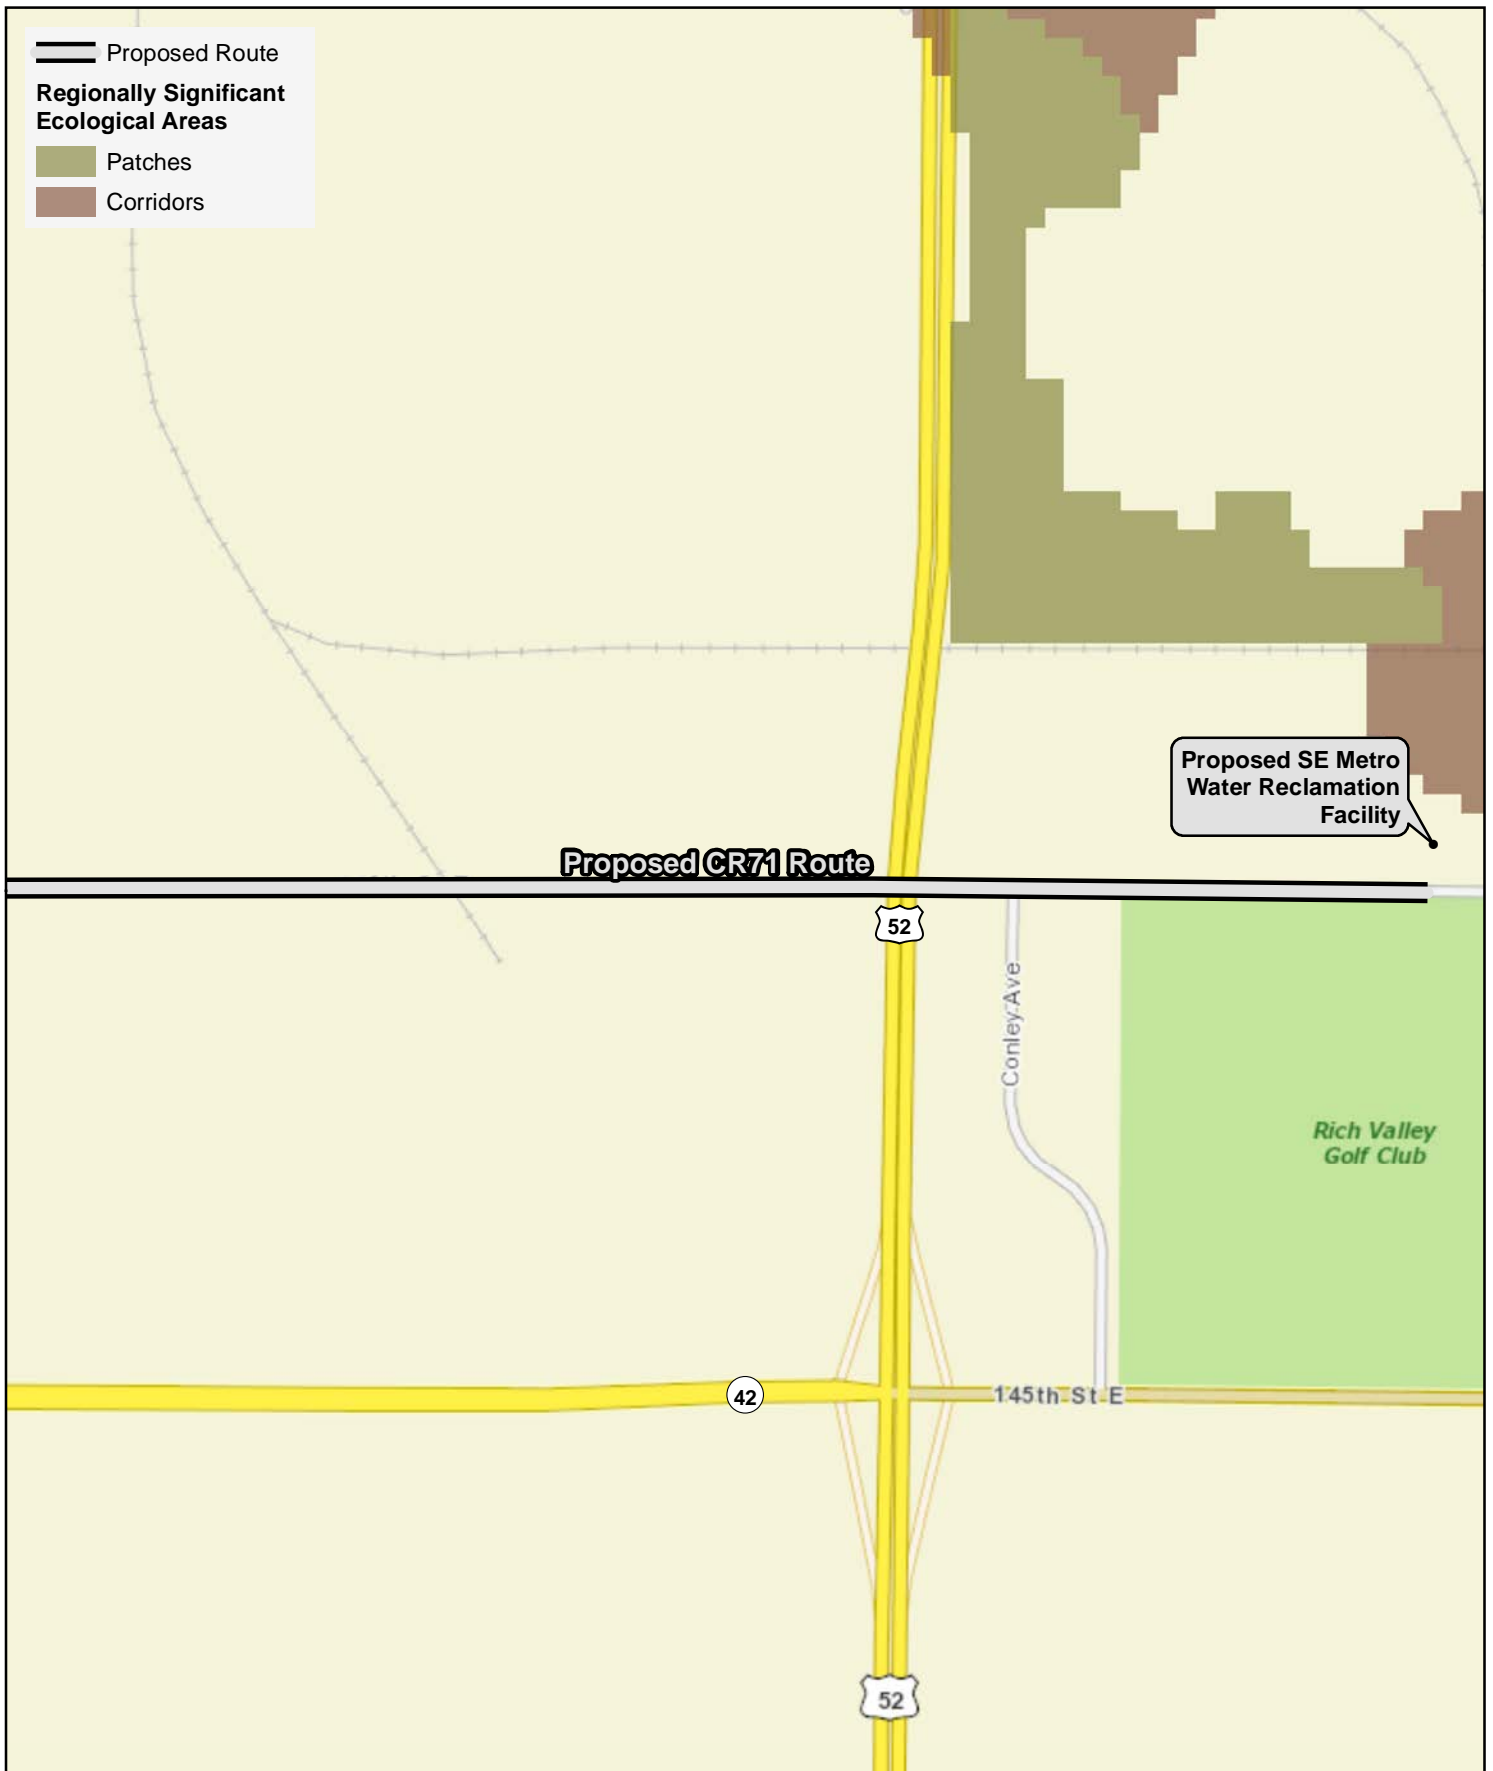 Proposed Route
Regionally Significant
Ecological Areas
Patches
Corridors
Proposed SE Metro
Water Reclamation
Facility
Proposed CR71 Route
52
Conley Ave
Rich Valley
Golf Club
42
145th St E
52